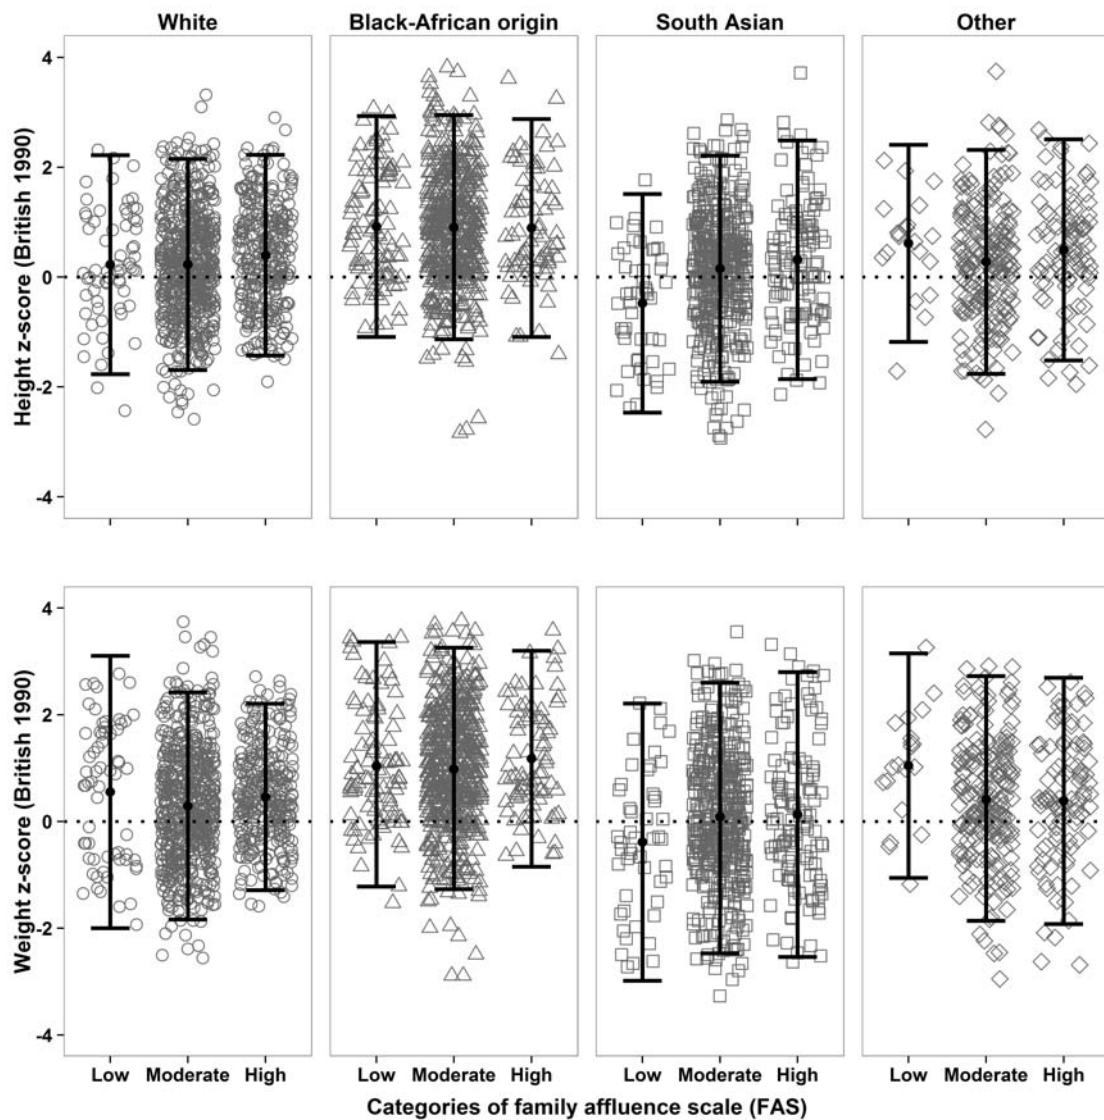 White Black-African origin South Asian Other
Height z-score (British 1990)
4
2
0
-2
-4
Weight z-score (British 1990)
4
2
0
-2
-4
Low Moderate High Low Moderate High Low Moderate High Low Moderate High
Categories of family affluence scale (FAS)